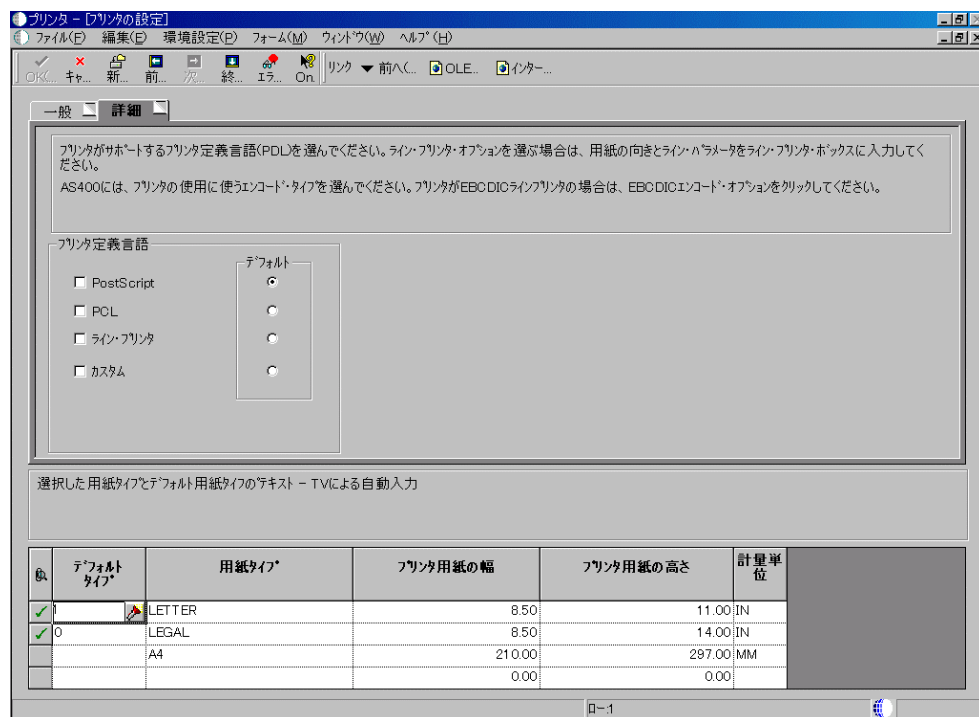 プリンタ - [プリンタの設定]
ファイル(F) 編集(E) 環境設定(P) フォーム(M) ウィンドウ(W) ヘルプ(H)
OK(... キャ... 新... 前... 次... 終... エラ... On. リンク ▼ 前へ(... OLE... インター...
一般 詳細
プリンタがサポートするプリンタ定義言語(PDL)を選んでください。ライン・プリンタ・オプションを選ぶ場合は、用紙の向きとライン・パラメータをライン・プリンタ・ボックスに入力してく
ださい。
AS400には、プリンタの使用に使うエンコード・タイプを選んでください。プリンタがEBCDICラインプリンタの場合は、EBCDICエンコード・オプションをクリックしてください。
プリンタ定義言語
デフォルト
PostScript
PCL
ライン・プリンタ
カスタム
選択した用紙タイプとデフォルト用紙タイプのテキスト - TVによる自動入力
デフォルト タイプ 用紙タイプ プリンタ用紙の幅 プリンタ用紙の高さ 計量単位
1 LETTER 8.50 11.00 IN
0 LEGAL 8.50 14.00 IN
A4 210.00 297.00 MM
0.00 0.00
ロー:1